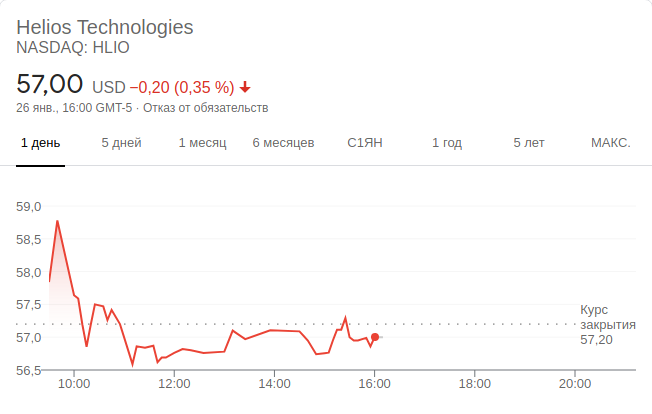 Helios Technologies
NASDAQ: HLIO
57,00 USD −0,20 (0,35 %)
26 янв., 16:00 GMT-5 · Отказ от обязательств
1 день 5 дней 1 месяц 6 месяцев С1ЯН 1 год 5 лет МАКС.
59,0
58,5
58,0
57,5
57,0
56,5
Курс
закрытия
57,20
10:00 12:00 14:00 16:00 18:00 20:00